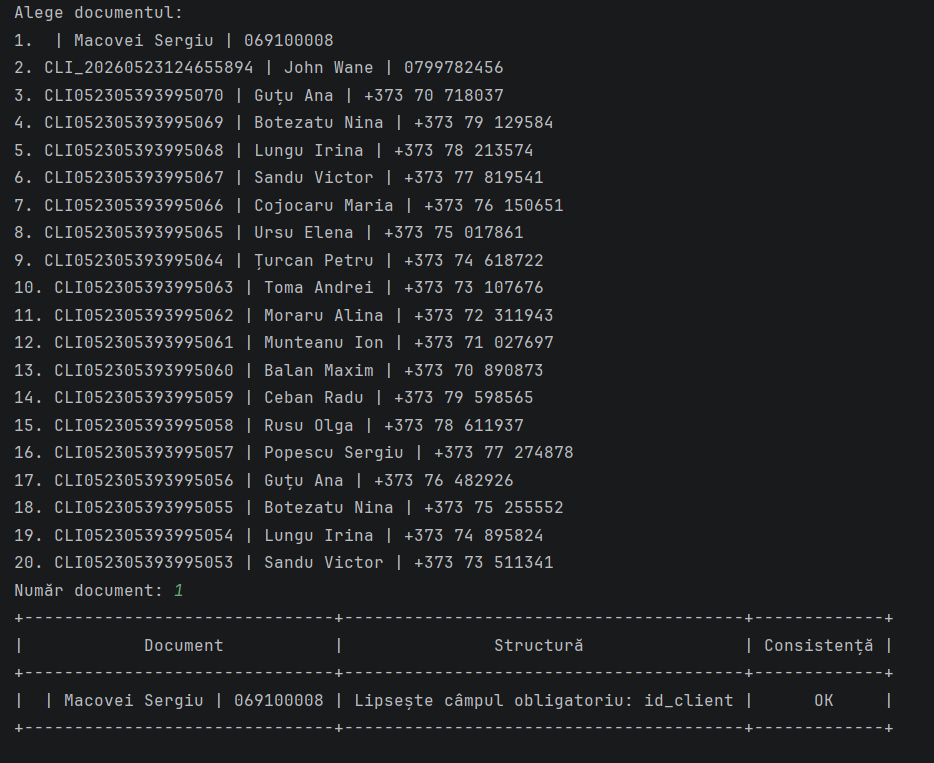 Alege documentul:
1.  | Macovei Sergiu | 069100008
2. CLI_20260523124655894 | John Wane | 0799782456
3. CLI052305393995070 | Guțu Ana | +373 70 718037
4. CLI052305393995069 | Botezatu Nina | +373 79 129584
5. CLI052305393995068 | Lungu Irina | +373 78 213574
6. CLI052305393995067 | Sandu Victor | +373 77 819541
7. CLI052305393995066 | Cojocaru Maria | +373 76 150651
8. CLI052305393995065 | Ursu Elena | +373 75 017861
9. CLI052305393995064 | Țurcan Petru | +373 74 618722
10. CLI052305393995063 | Toma Andrei | +373 73 107676
11. CLI052305393995062 | Moraru Alina | +373 72 311943
12. CLI052305393995061 | Munteanu Ion | +373 71 027697
13. CLI052305393995060 | Balan Maxim | +373 70 890873
14. CLI052305393995059 | Ceban Radu | +373 79 598565
15. CLI052305393995058 | Rusu Olga | +373 78 611937
16. CLI052305393995057 | Popescu Sergiu | +373 77 274878
17. CLI052305393995056 | Guțu Ana | +373 76 482926
18. CLI052305393995055 | Botezatu Nina | +373 75 255552
19. CLI052305393995054 | Lungu Irina | +373 74 895824
20. CLI052305393995053 | Sandu Victor | +373 73 511341
Număr document: 1
+-------------------------------+----------------------------------------+-------------+
|            Document           |               Structură                | Consistență |
+-------------------------------+----------------------------------------+-------------+
|  | Macovei Sergiu | 069100008 | Lipsește câmpul obligatoriu: id_client |      OK     |
+-------------------------------+----------------------------------------+-------------+